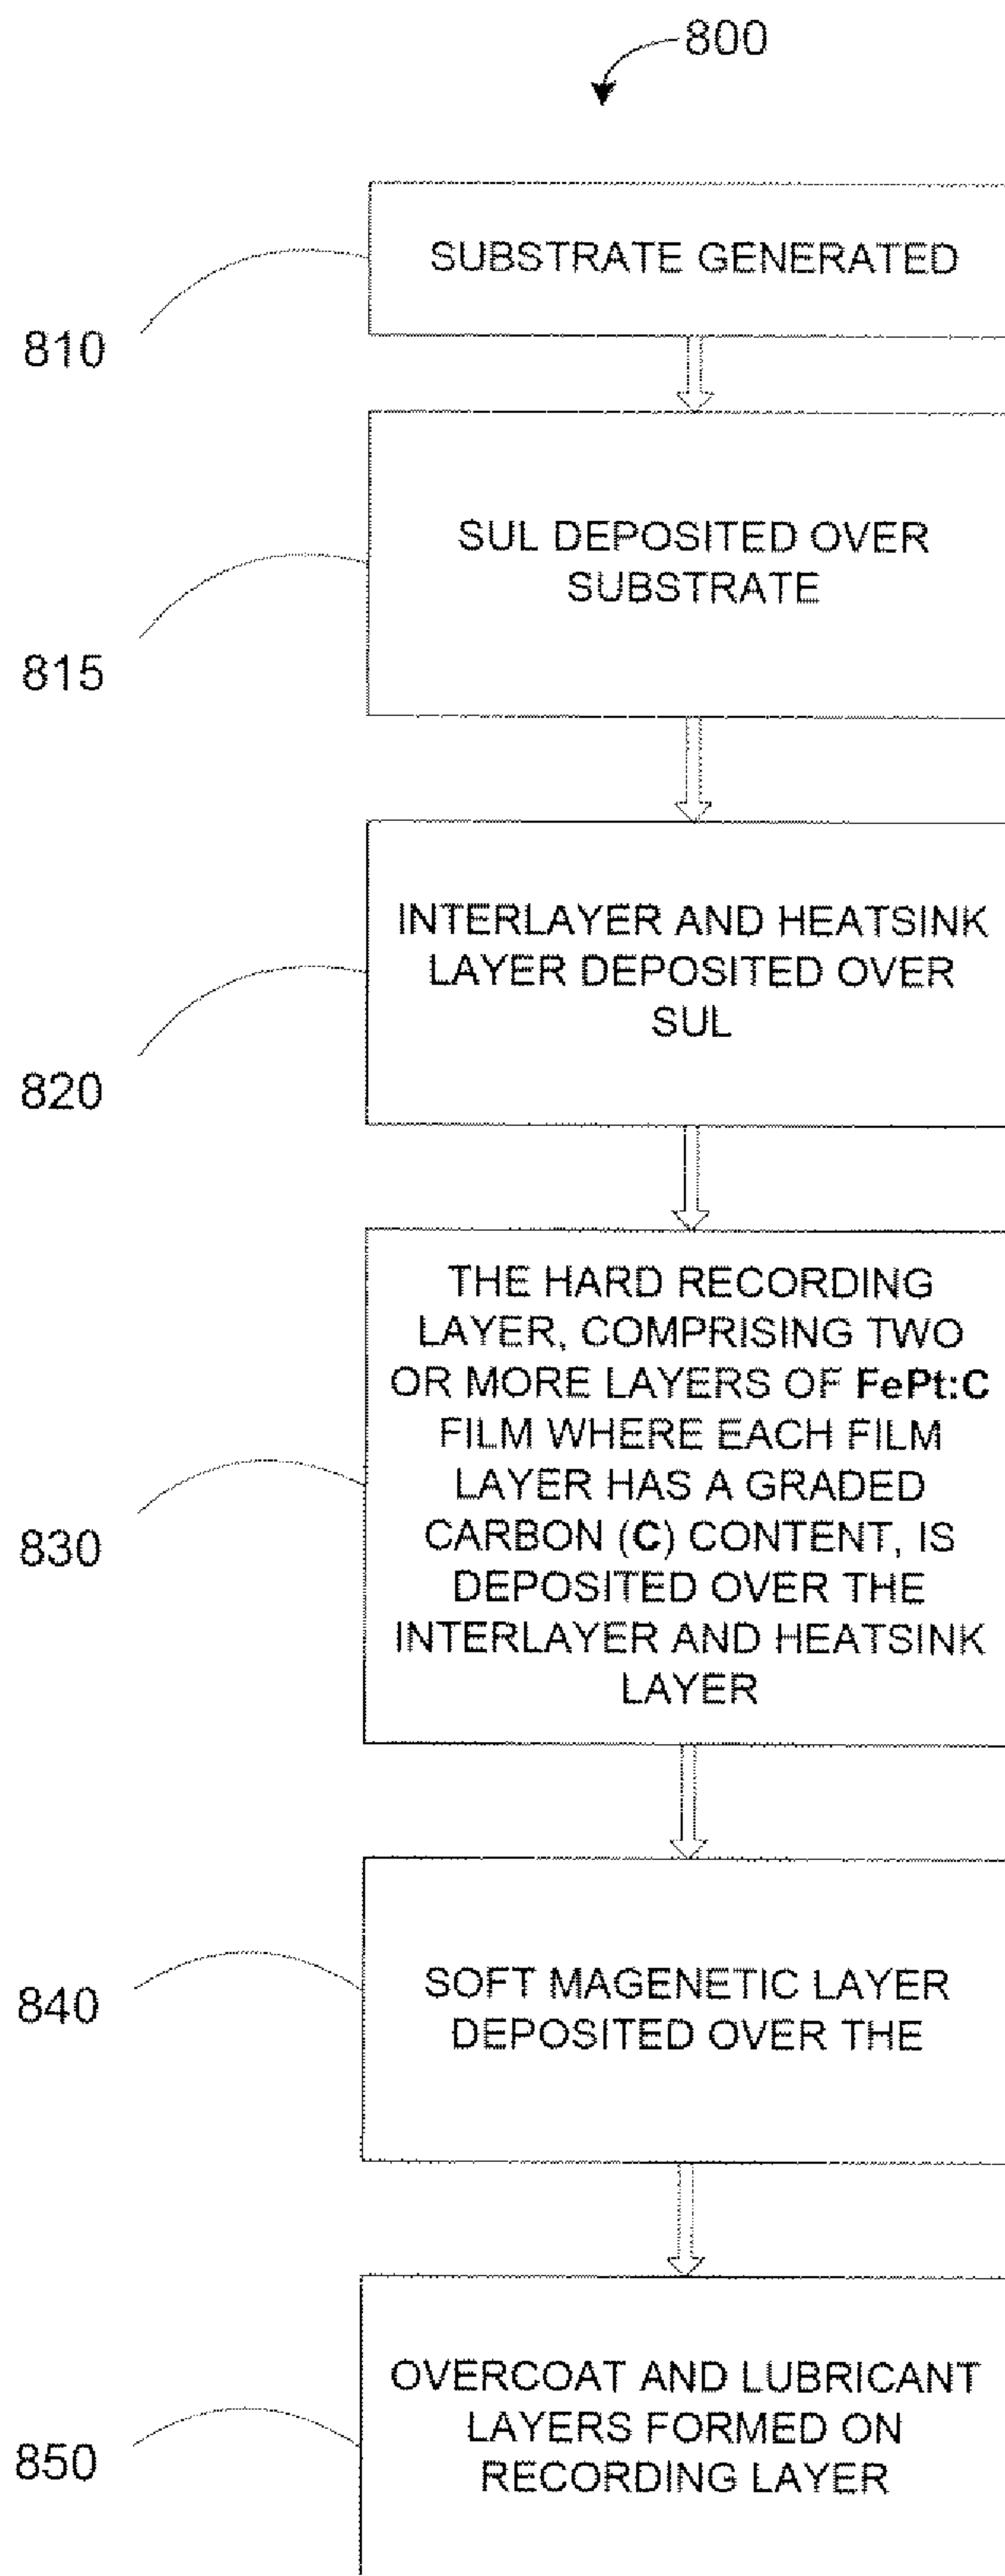 800
SUBSTRATE GENERATED
810
SUL DEPOSITED OVER
SUBSTRATE
815
INTERLAYER AND HEATSINK
LAYER DEPOSITED OVER
SUL
820
THE HARD RECORDING
LAYER, COMPRISING TWO
OR MORE LAYERS OF FePt:C
FILM WHERE EACH FILM
LAYER HAS A GRADED
CARBON (C) CONTENT, IS
DEPOSITED OVER THE
INTERLAYER AND HEATSINK
LAYER
830
SOFT MAGENETIC LAYER
DEPOSITED OVER THE
840
OVERCOAT AND LUBRICANT
LAYERS FORMED ON
RECORDING LAYER
850